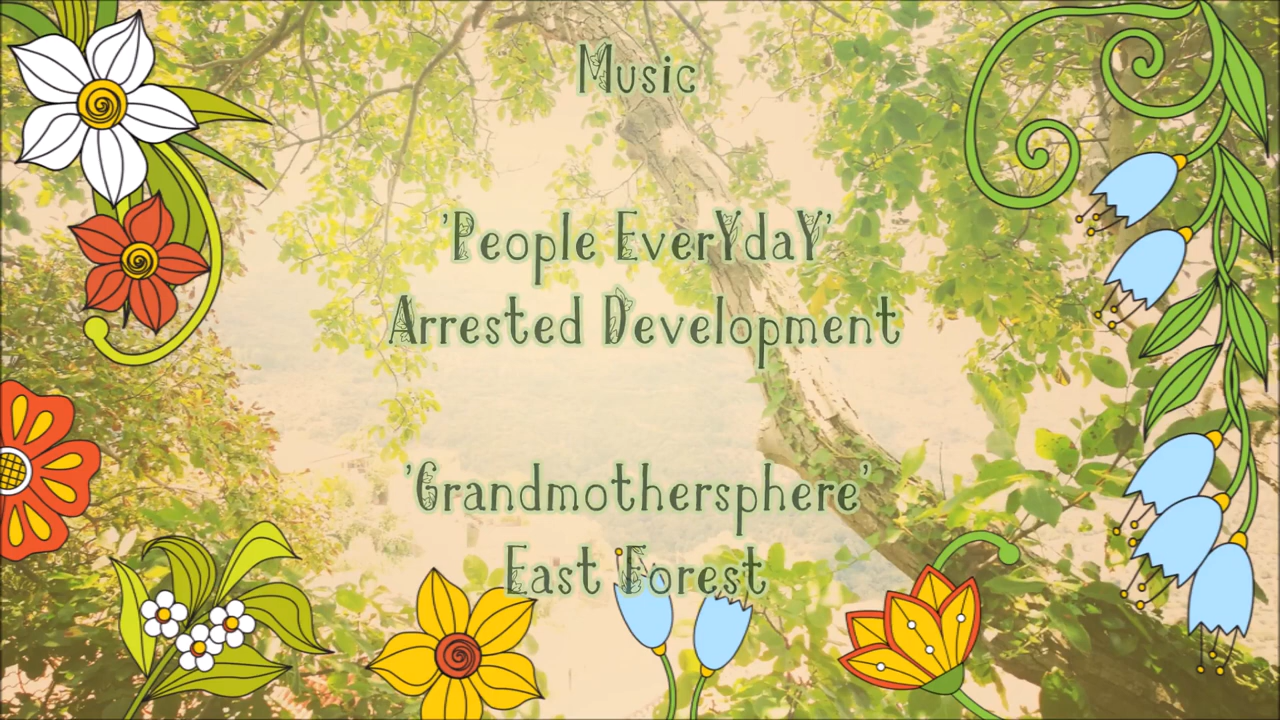 Music
'People EverYdaY'
Arrested Development
'Grandmothersphere'
East Forest